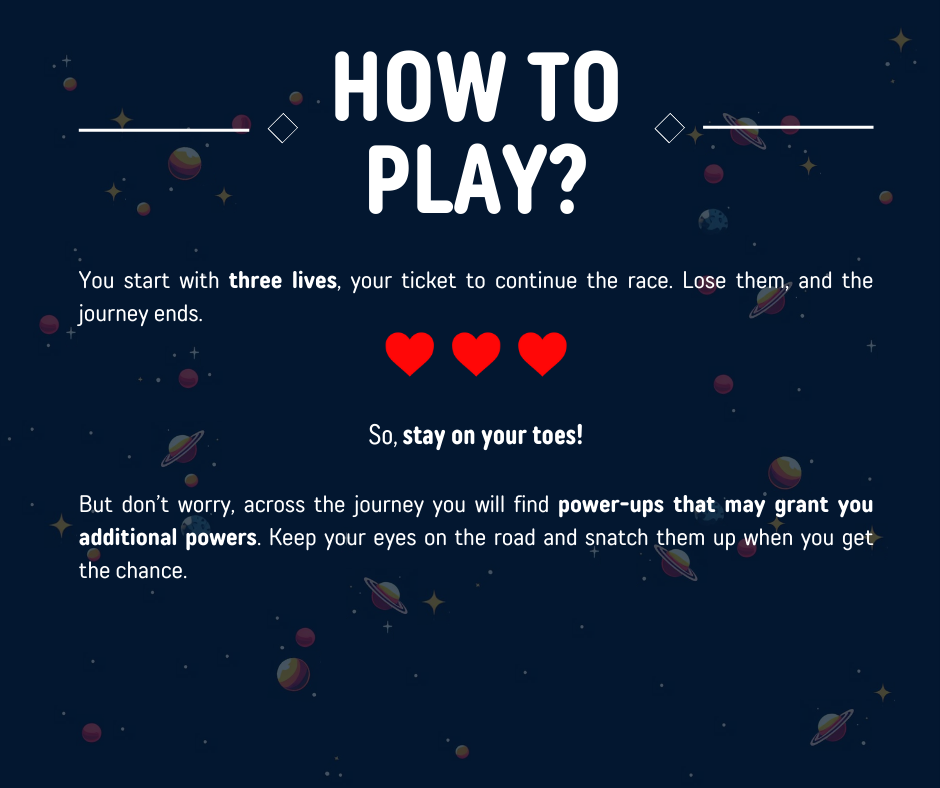 HOW TO
PLAY?
You start with three lives, your ticket to continue the race. Lose them, and the
journey ends.
So, stay on your toes!
But don’t worry, across the journey you will find power-ups that may grant you
additional powers. Keep your eyes on the road and snatch them up when you get
the chance.